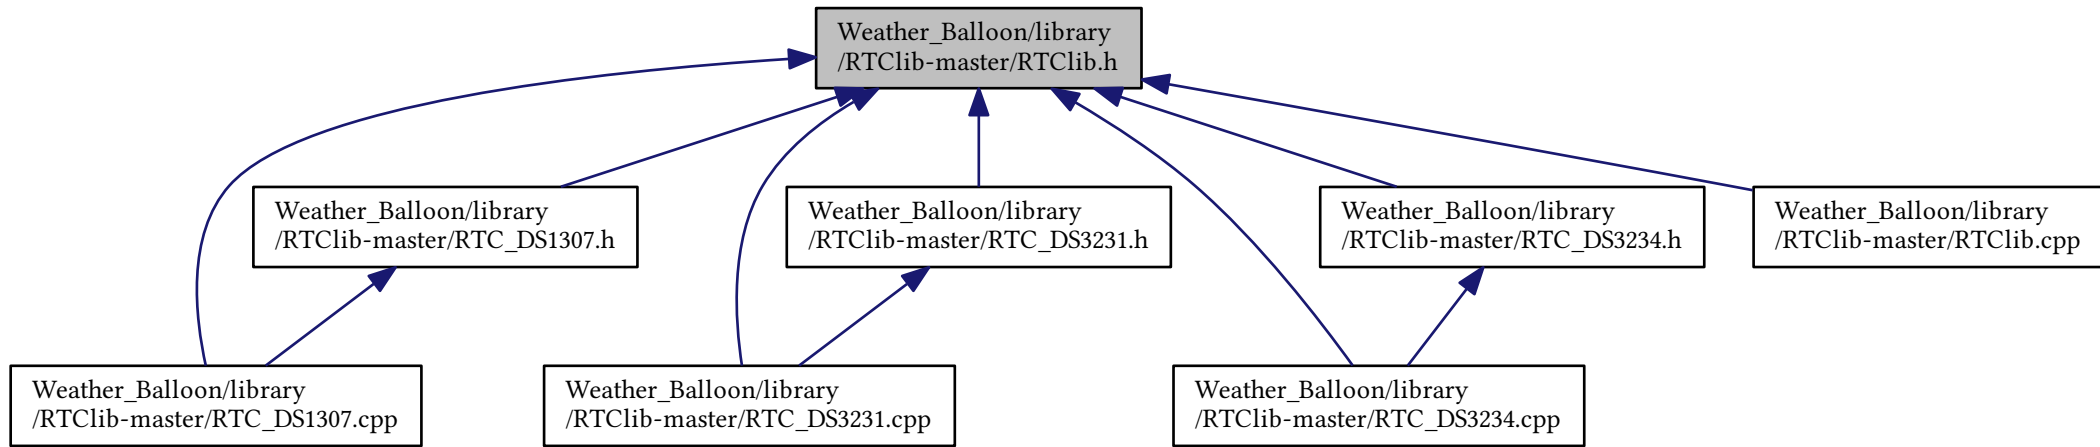 Weather_Balloon/library
/RTClib-master/RTClib.h
Weather_Balloon/library
/RTClib-master/RTC_DS1307.h
Weather_Balloon/library
/RTClib-master/RTC_DS3231.h
Weather_Balloon/library
/RTClib-master/RTC_DS3234.h
Weather_Balloon/library
/RTClib-master/RTClib.cpp
Weather_Balloon/library
/RTClib-master/RTC_DS1307.cpp
Weather_Balloon/library
/RTClib-master/RTC_DS3231.cpp
Weather_Balloon/library
/RTClib-master/RTC_DS3234.cpp